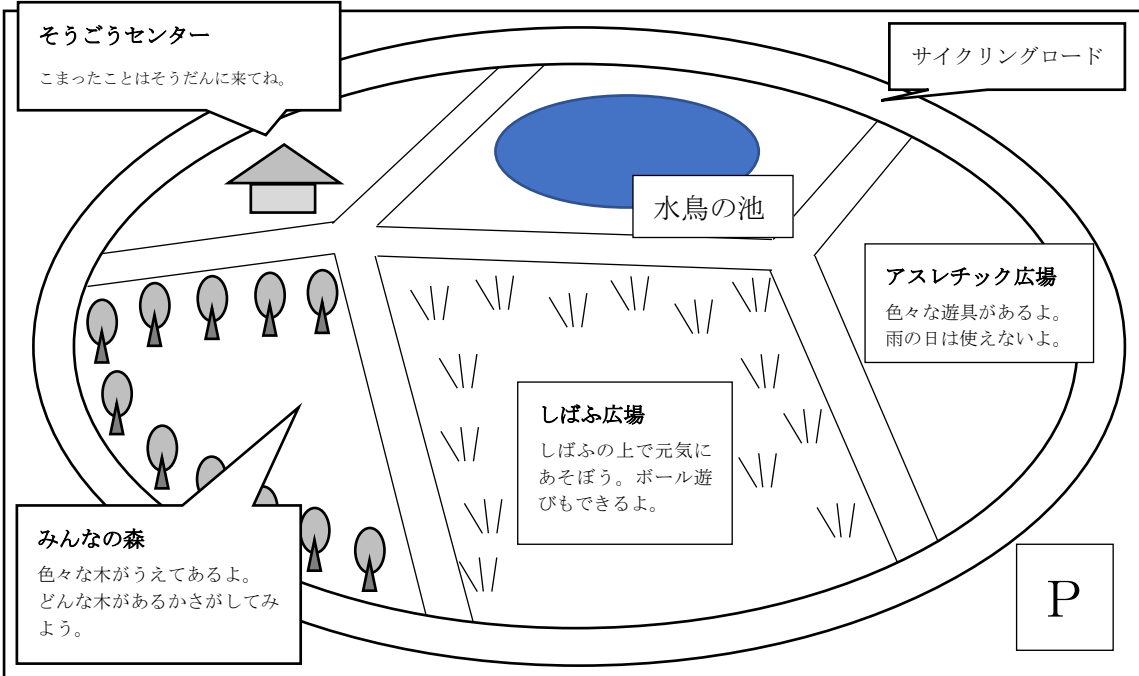 そうごうセンター
こまったことはそうだんに来てね。
サイクリングロード
水鳥の池
アスレチック広場
色々な遊具があるよ。
雨の日は使えないよ。
しばふ広場
しばふの上で元気に
あそぼう。ボール遊
びもできるよ。
みんなの森
色々な木がうえてあるよ。
どんな木があるかさがしてみ
よう。
P